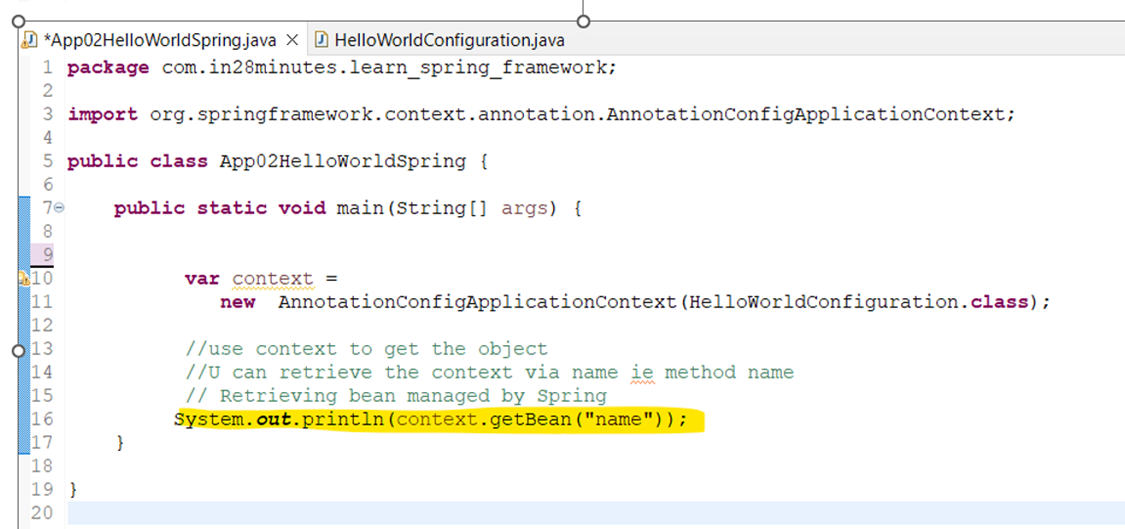 *App02HelloWorldSpring.java HelloWorldConfiguration.java
1 package com.in28minutes.learn_spring_framework;
2
3 import org.springframework.context.annotation.AnnotationConfigApplicationContext;
4
5 public class App02HelloWorldSpring {
6
7 public static void main(String[] args) {
8
9
10 var context =
11 new AnnotationConfigApplicationContext(HelloWorldConfiguration.class);
12
13 //use context to get the object
14 //U can retrieve the context via name ie method name
15 // Retrieving bean managed by Spring
16 System.out.println(context.getBean("name"));
17 }
18
19 }
20